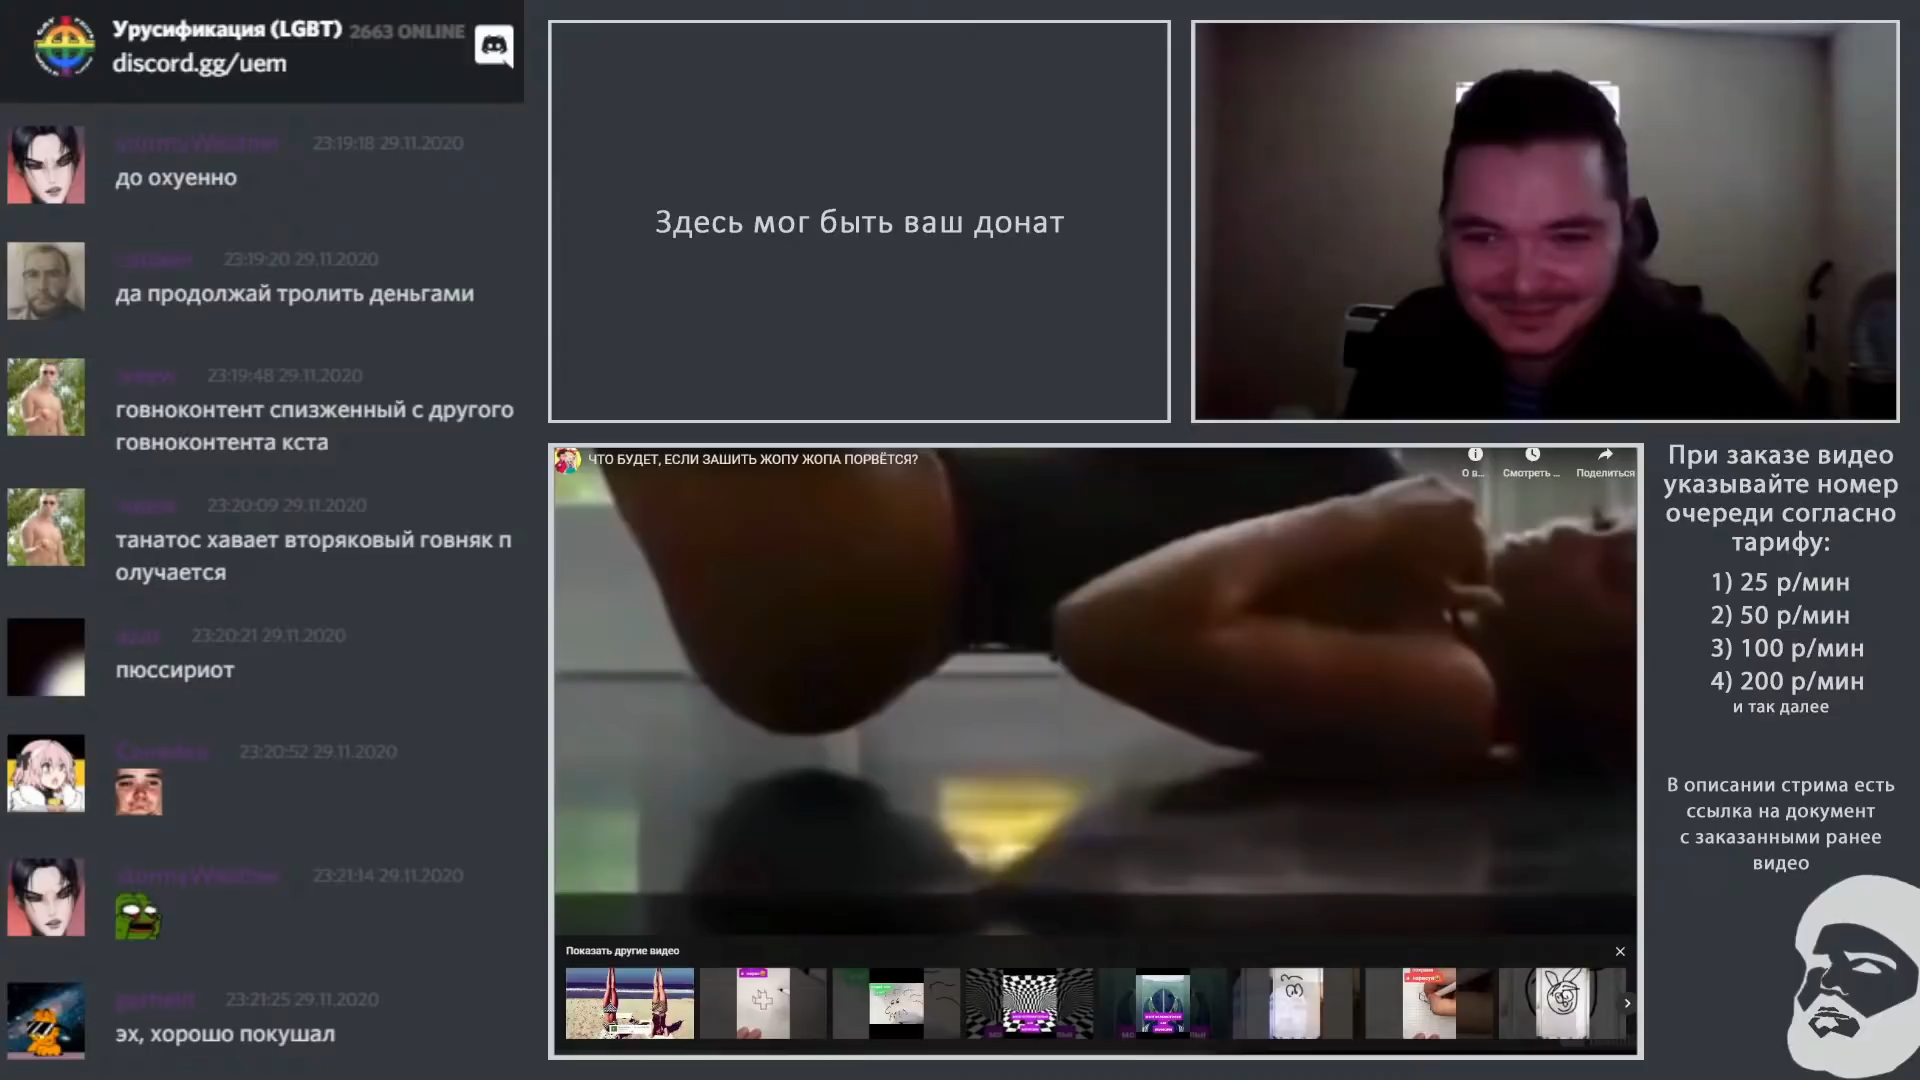 Урусификация (LGBT) 2663 ONLINE
discord.gg/uem
23:19:18 29.11.2020
до охуенно
23:19:20 29.11.2020
да продолжай тролить деньгами
23:19:48 29.11.2020
говноконтент спизженный с другого
говноконтента кста
23:20:09 29.11.2020
танатос хавает вторяковый говняк п
олучается
23:20:21 29.11.2020
пюссириот
23:20:52 29.11.2020
23:21:14 29.11.2020
23:21:25 29.11.2020
эх, хорошо покушал
Здесь мог быть ваш донат
ЧТО БУДЕТ, ЕСЛИ ЗАШИТЬ ЖОПУ ЖОПА ПОРВЁТСЯ?
О в...
Смотреть ...
Поделиться
Показать другие видео
При заказе видео
указывайте номер
очереди согласно
тарифу:
1) 25 р/мин
2) 50 р/мин
3) 100 р/мин
4) 200 р/мин
и так далее
В описании стрима есть
ссылка на документ
с заказанными ранее
видео